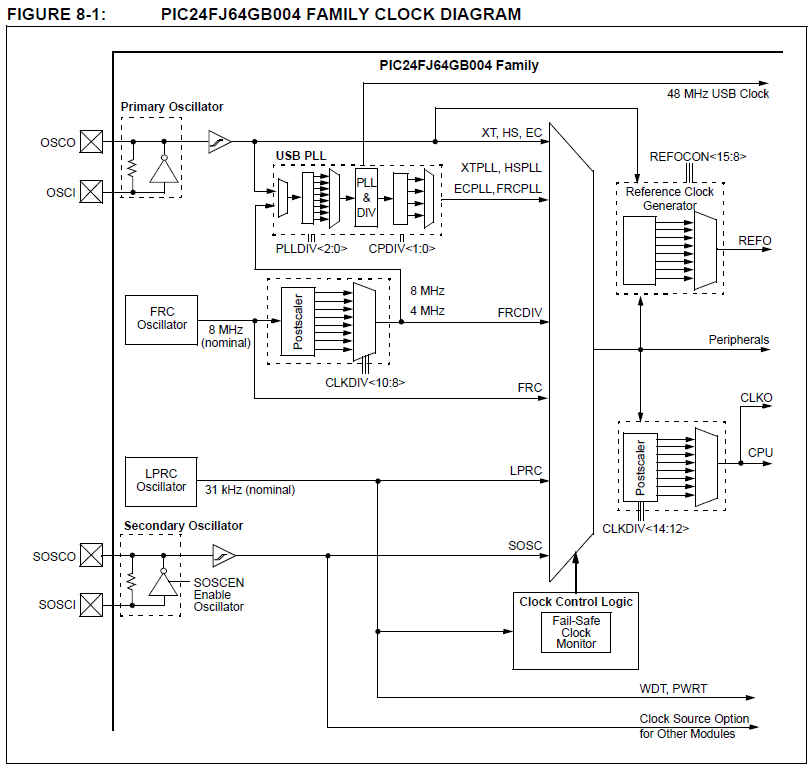 FIGURE 8-1: PIC24FJ64GB004 FAMILY CLOCK DIAGRAM
PIC24FJ64GB004 Family
48 MHz USB Clock
Primary Oscillator
OSCO
OSCI
XT, HS, EC
USB PLL
PLL
&
DIV
XTPLL, HSPLL
ECPLL,FRCPLL
PLLDIV<2:0>
CPDIV<1:0>
REFOCON<15:8>
Reference Clock
Generator
REFO
FRC
Oscillator
8 MHz
(nominal)
Postscaler
8 MHz
4 MHz
FRCDIV
CLKDIV<10:8>
FRC
Peripherals
CLKO
CPU
Postscaler
CLKDIV<14:12>
LPRC
Oscillator
31 kHz (nominal)
LPRC
Secondary Oscillator
SOSCO
SOSCI
SOSCEN
Enable
Oscillator
SOSC
Clock Control Logic
Fail-Safe
Clock
Monitor
WDT, PWRT
Clock Source Option
for Other Modules